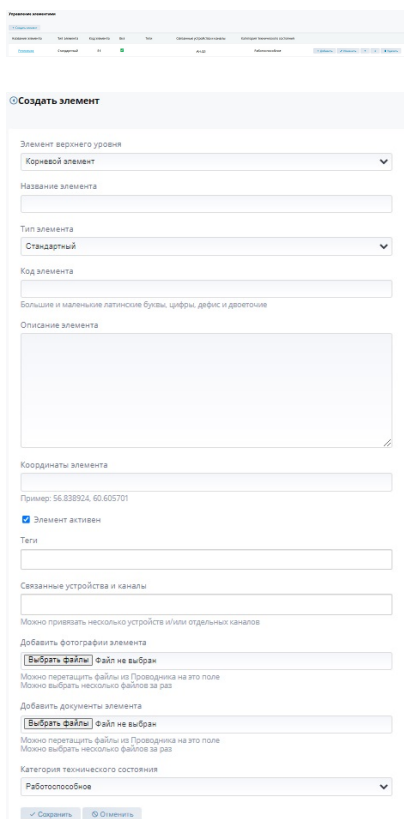 Управление элементами
Создать элемент
Название элемента Тип элемента Код элемента Вкл Теги Связанные устройства и каналы Категория технического состояния
Стандартный 01 Работоспособное
Создать элемент
Элемент верхнего уровня
Корневой элемент
Название элемента
Тип элемента
Стандартный
Код элемента
Большие и маленькие латинские буквы, цифры, дефис и двоеточие
Описание элемента
Координаты элемента
Пример: 56.838924, 60.605701
Элемент активен
Теги
Связанные устройства и каналы
Можно привязать несколько устройств и/или отдельных каналов
Добавить фотографии элемента
Выбрать файлы Файл не выбран
Можно перетащить файлы из Проводника на это поле
Можно выбрать несколько файлов за раз
Добавить документы элемента
Выбрать файлы Файл не выбран
Можно перетащить файлы из Проводника на это поле
Можно выбрать несколько файлов за раз
Категория технического состояния
Работоспособное
Сохранить Отменить